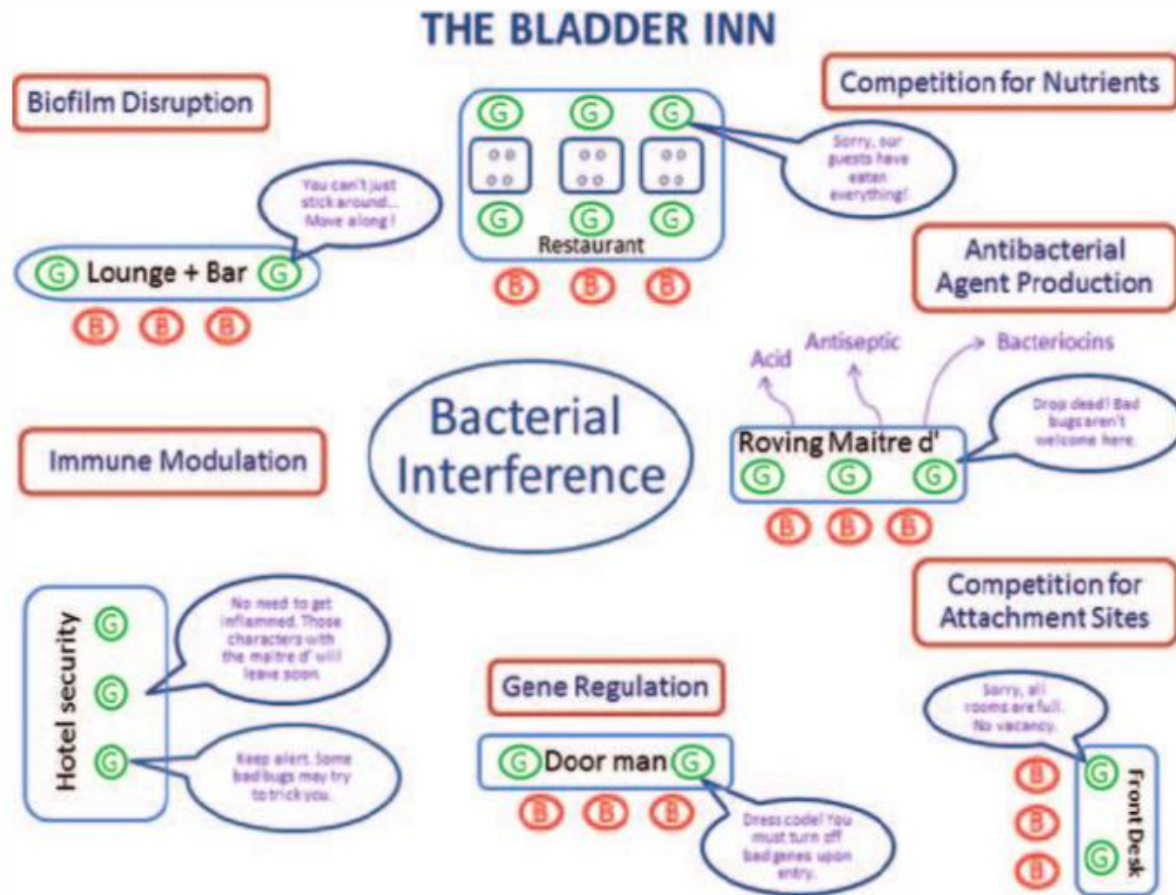 THE BLADDER INN
Biofilm Disruption
You can't just
stick around...
Move along !
G Lounge + Bar G
B B B
G G G
G G G
Restaurant
B B B
Competition for Nutrients
Sorry, our
guests have
eaten
everything!
Antibacterial
Agent Production
Acid
Antiseptic
Bacteriocins
Roving Maitre d'
G G G
B B B
Drop dead! Bad
bugs aren't
welcome here.
Bacterial
Interference
Immune Modulation
Hotel security
G
G
G
No need to get
inflammed. Those
characters with
the maitre d' will
leave soon.
Keep alert. Some
bad bugs may try
to trick you.
Gene Regulation
G Door man G
B B B
Dress code! You
must turn off
bad genes upon
entry.
Competition for
Attachment Sites
Sorry, all
rooms are full.
No vacancy.
B
B
B
G
G
Front Desk